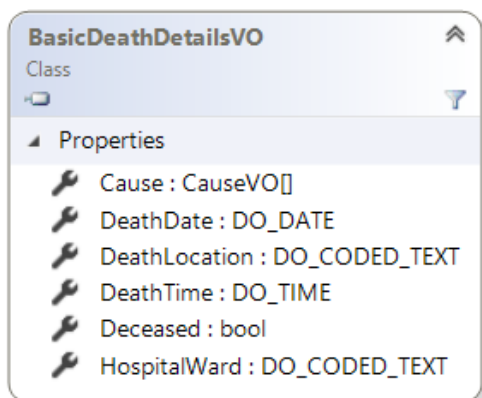 BasicDeathDetailsVO
Class
Properties
Cause : CauseVO[]
DeathDate : DO_DATE
DeathLocation : DO_CODED_TEXT
DeathTime : DO_TIME
Deceased : bool
HospitalWard : DO_CODED_TEXT